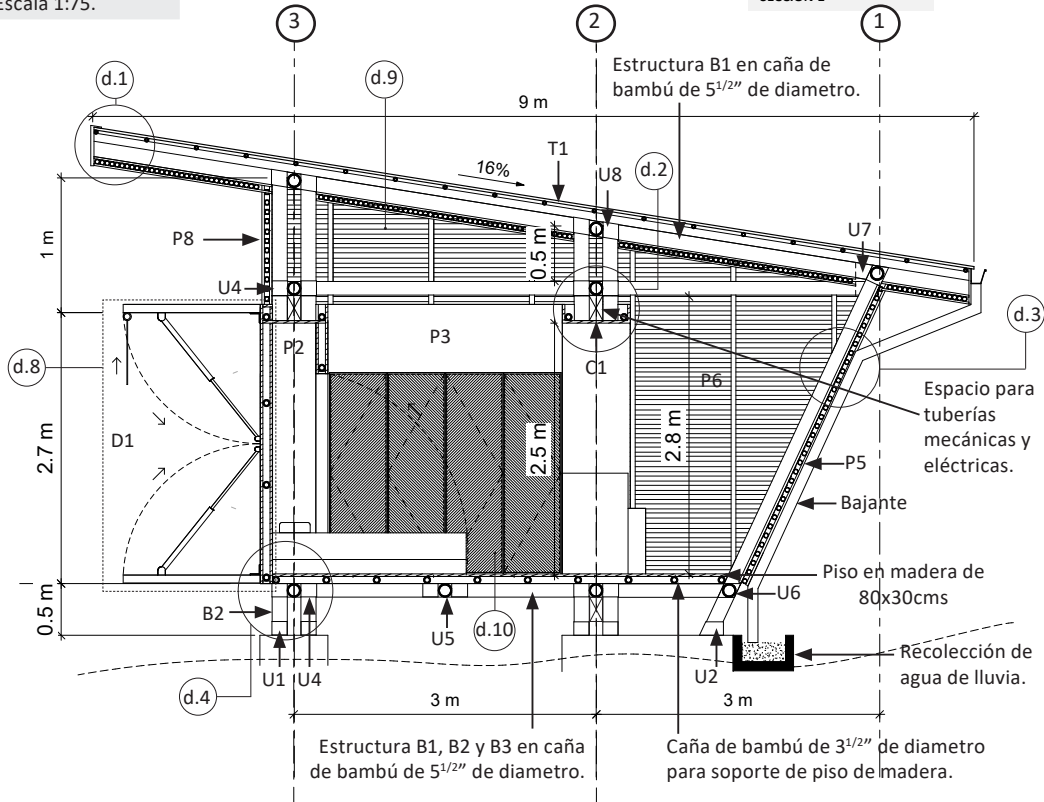 Escala 1:75.
3
2
1
d.1
d.9
Estructura B1 en caña de
bambú de 5 1/2” de diametro.
9 m
T1
16%
U8
d.2
U7
P8
1 m
0.5 m
U4
d.3
P2
P3
C1
P6
d.8
D1
2.7 m
2.5 m
2.8 m
Espacio para
tuberías
mecánicas y
eléctricas.
P5
Bajante
Piso en madera de
80x30cms
0.5 m
B2
U5
d.10
U6
U1
U4
U2
Recolección de
agua de lluvia.
d.4
3 m
3 m
Estructura B1, B2 y B3 en caña
de bambú de 5 1/2” de diametro.
Caña de bambú de 3 1/2” de diametro
para soporte de piso de madera.